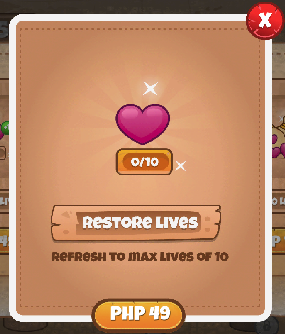 X
0/10
RESTORE LIVES
REFRESH TO MAX LIVES OF 10
PHP 49